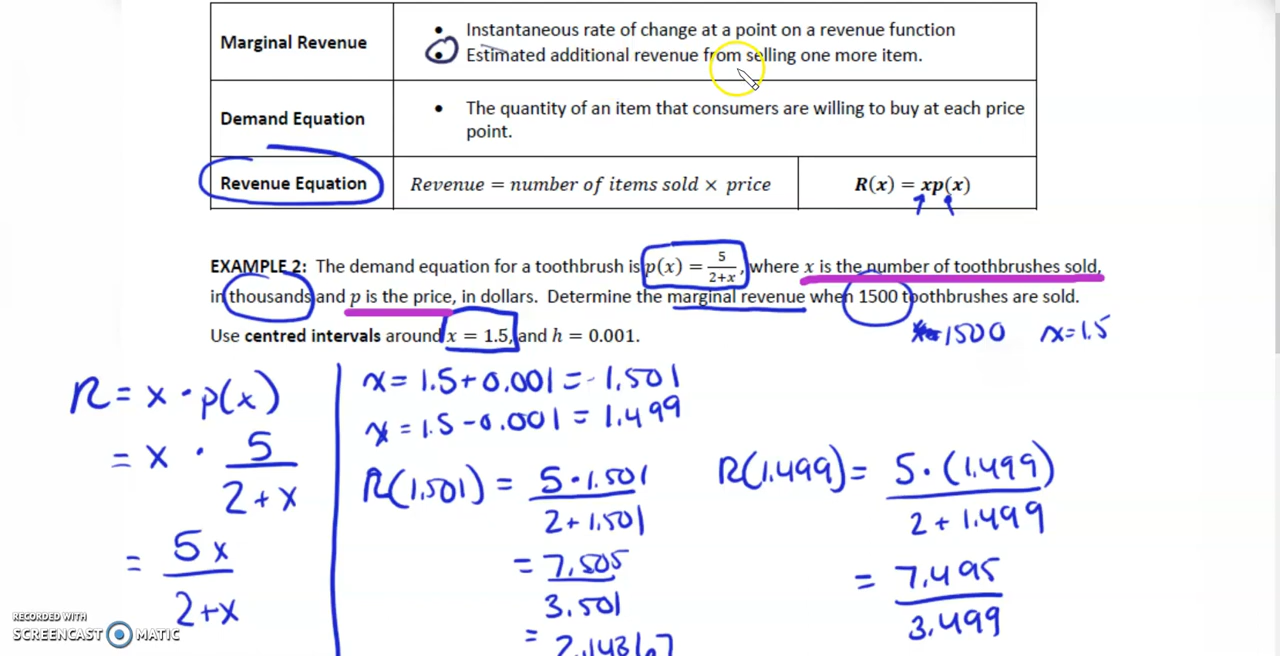 Marginal Revenue
• Instantaneous rate of change at a point on a revenue function
• Estimated additional revenue from selling one more item.
Demand Equation
• The quantity of an item that consumers are willing to buy at each price
point.
Revenue Equation
Revenue = number of items sold × price
R(x) = xp(x)
EXAMPLE 2: The demand equation for a toothbrush is p(x) = 5/(2+x), where x is the number of toothbrushes sold,
in thousands and p is the price, in dollars. Determine the marginal revenue when 1500 toothbrushes are sold.
Use centred intervals around x = 1.5, and h = 0.001.
1500 x=1.5
R = x · p(x)
= x · 5/(2+x)
= 5x/(2+x)
x = 1.5+0.001 = 1.501
x = 1.5-0.001 = 1.499
R(1.501) = 5·1.501/(2+1.501)
= 7.505/3.501
=
R(1.499) = 5·(1.499)/(2+1.499)
= 7.495/3.499
RECORDED WITH
SCREENCAST MATIC